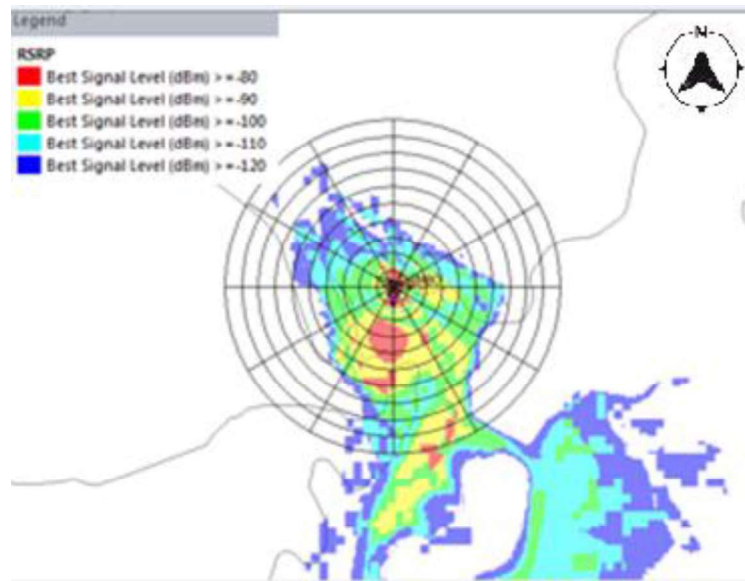 Legend
RSRP
Best Signal Level (dBm) >=-80
Best Signal Level (dBm) >=-90
Best Signal Level (dBm) >=-100
Best Signal Level (dBm) >=-110
Best Signal Level (dBm) >=-120
N